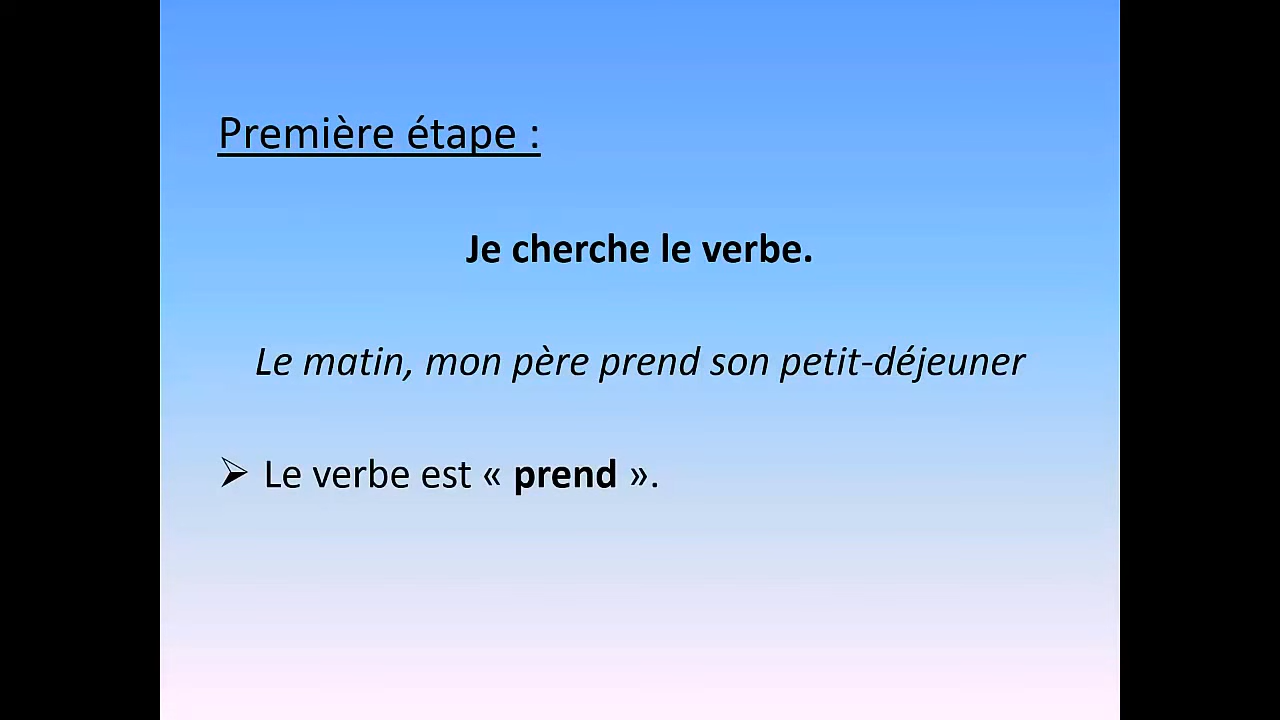 Première étape :
Je cherche le verbe.
Le matin, mon père prend son petit-déjeuner
➢ Le verbe est « prend ».